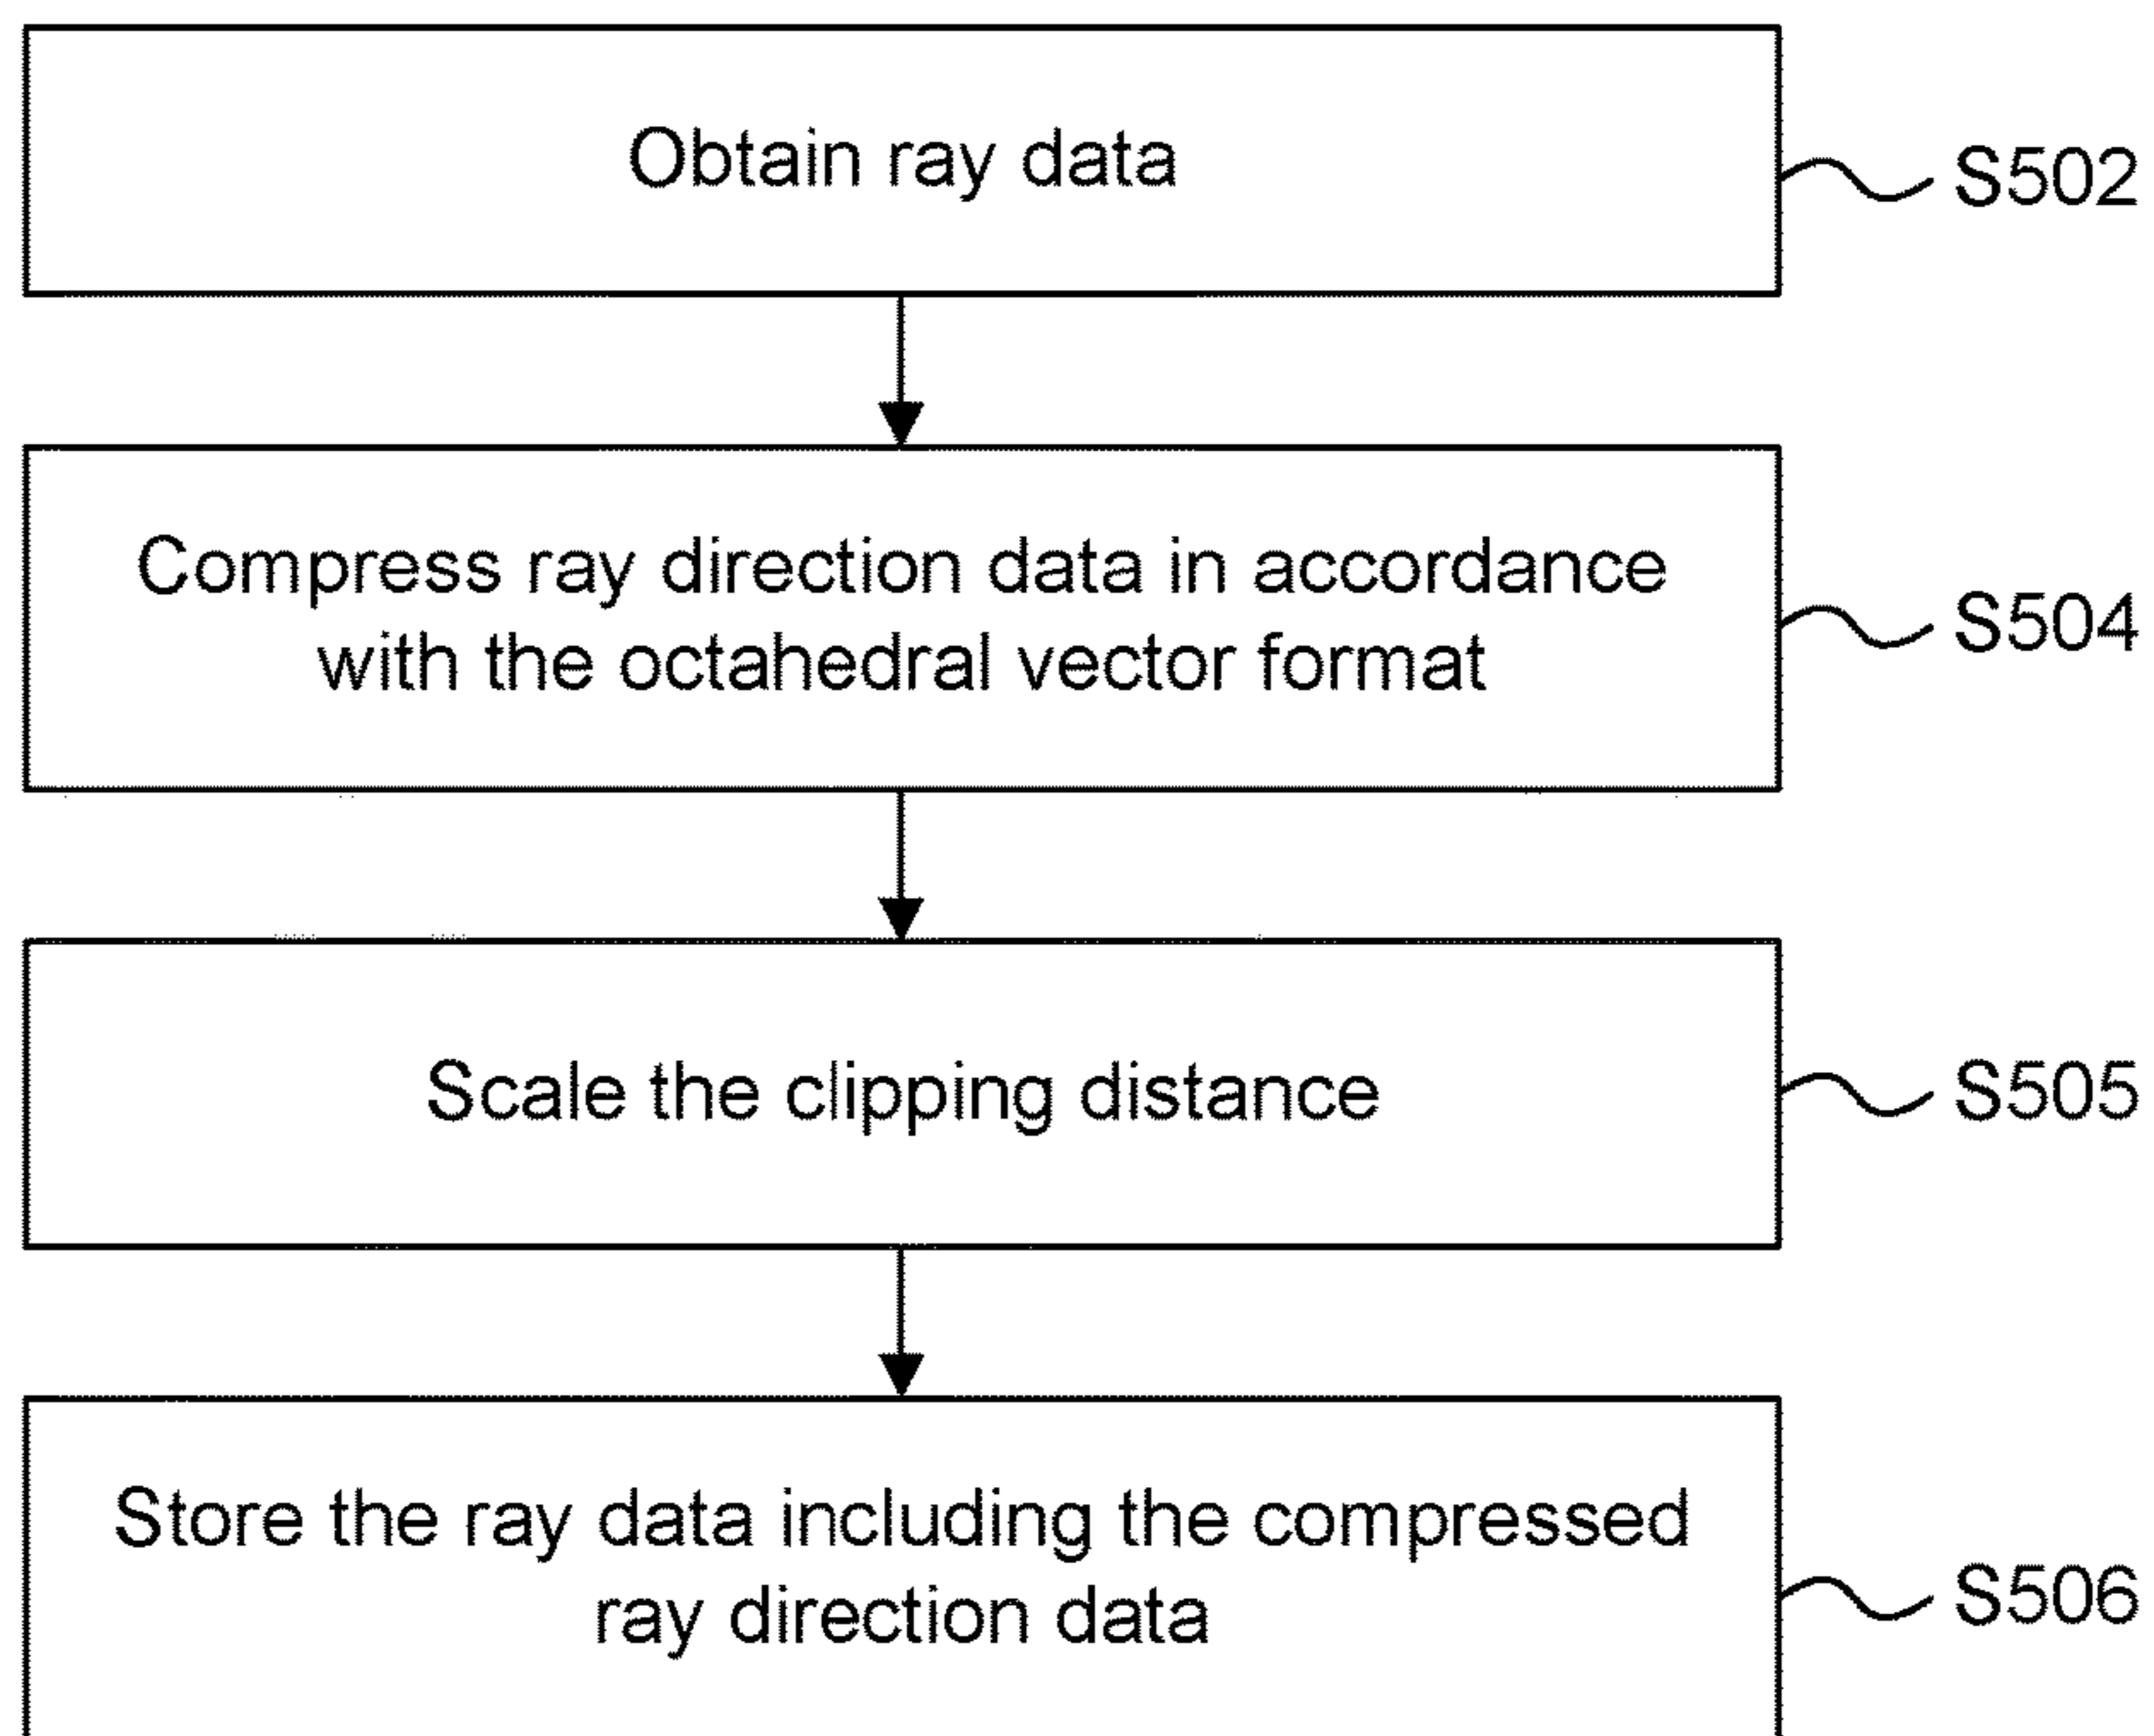 Obtain ray data
S502
Compress ray direction data in accordance
with the octahedral vector format
S504
Scale the clipping distance
S505
Store the ray data including the compressed
ray direction data
S506